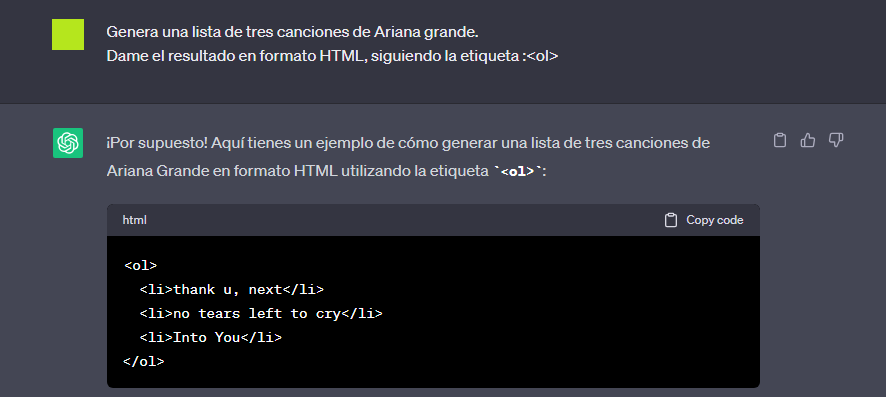 Genera una lista de tres canciones de Ariana grande.
Dame el resultado en formato HTML, siguiendo la etiqueta :<ol>
¡Por supuesto! Aquí tienes un ejemplo de cómo generar una lista de tres canciones de
Ariana Grande en formato HTML utilizando la etiqueta `<ol>`:
html
Copy code
<ol>
  <li>thank u, next</li>
  <li>no tears left to cry</li>
  <li>Into You</li>
</ol>